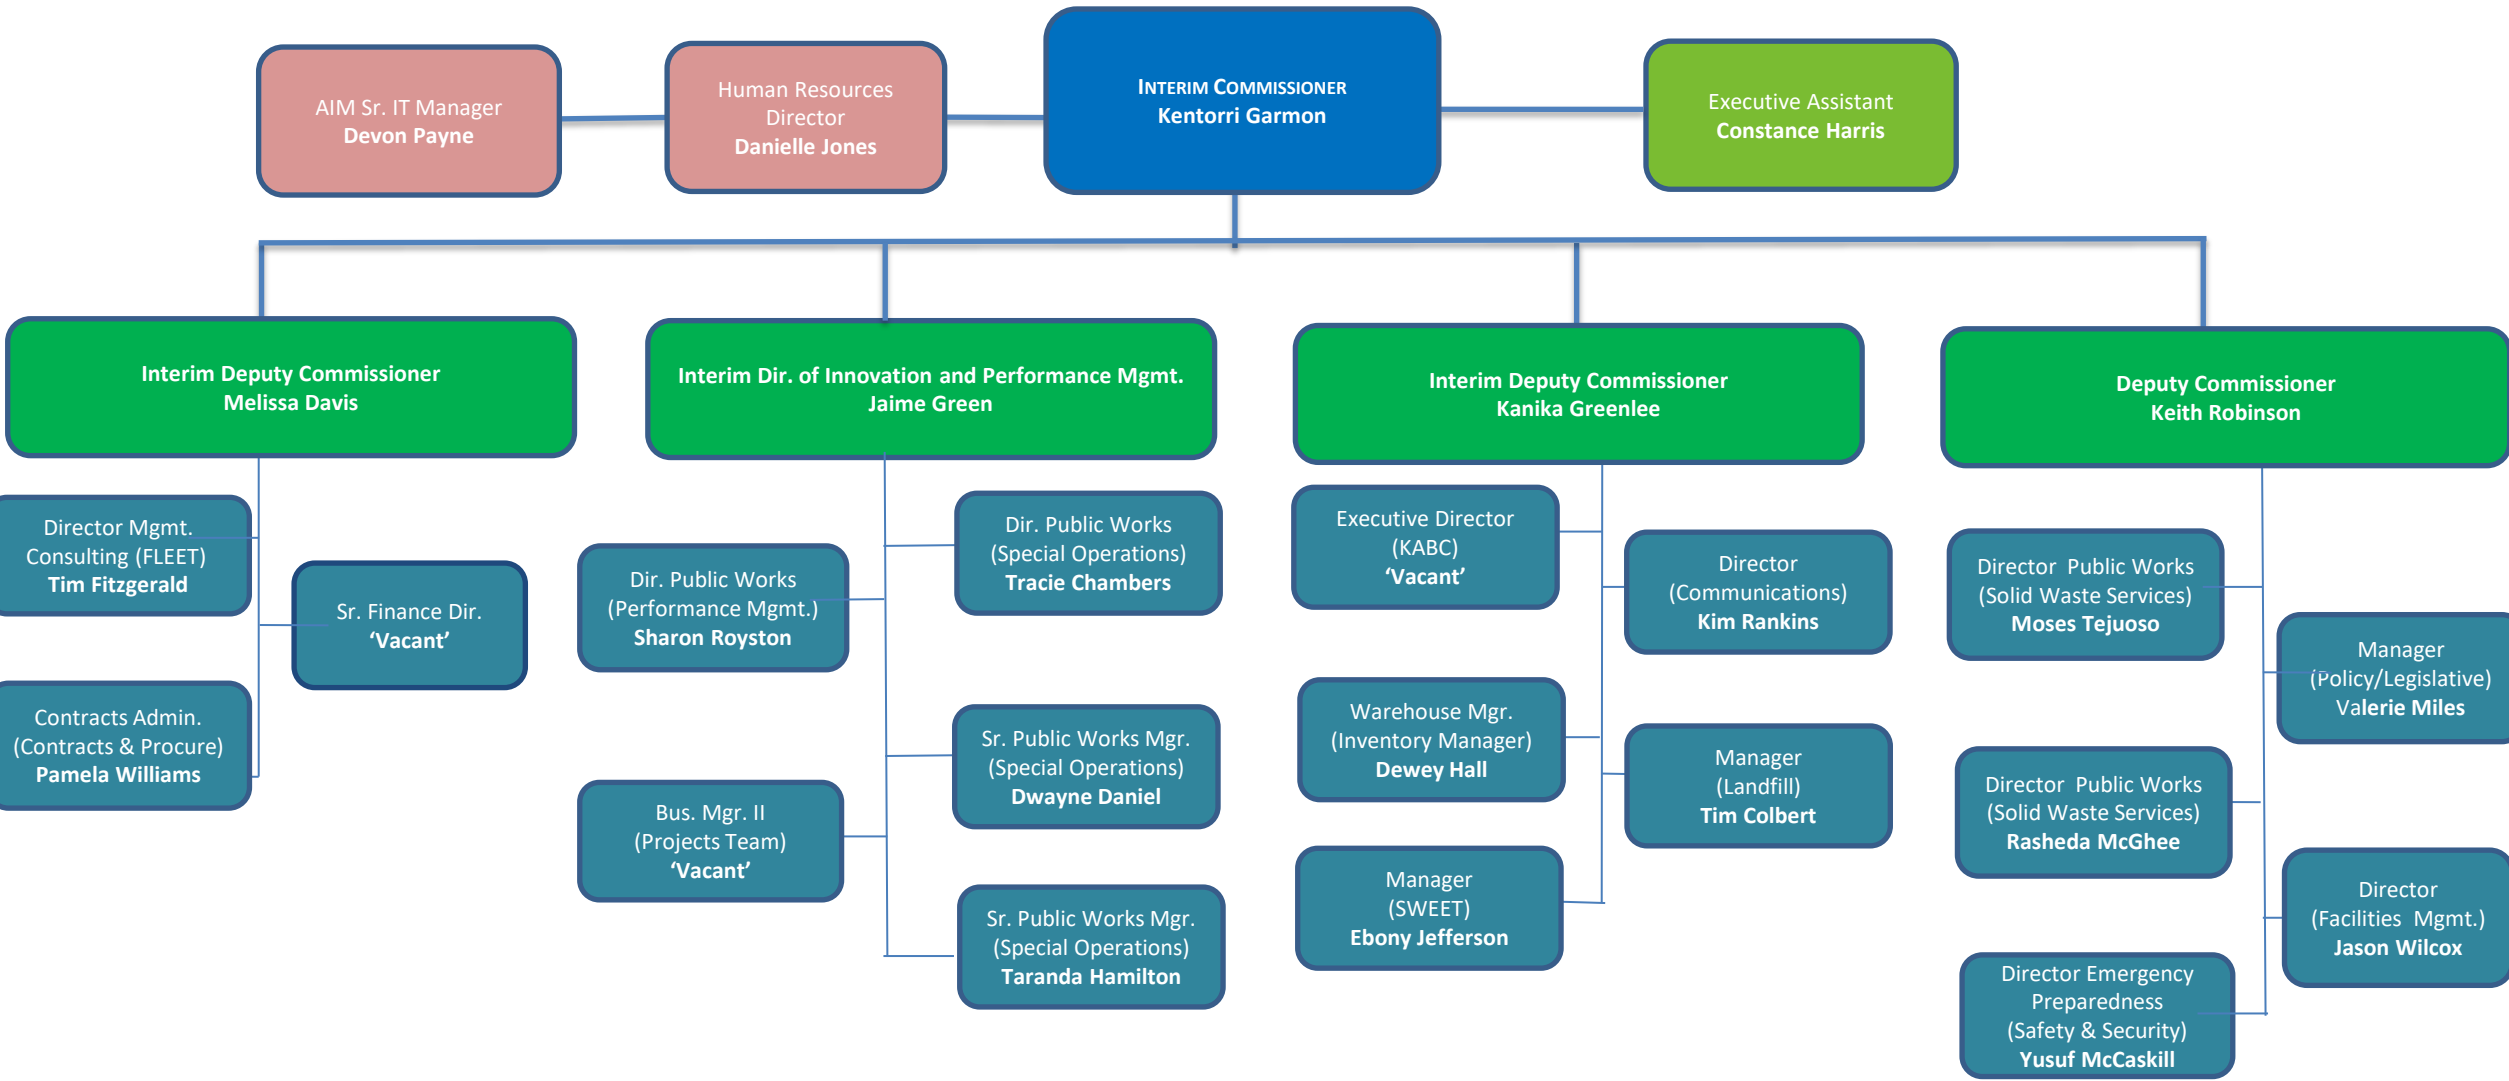 AIM Sr. IT Manager
Devon Payne
Human Resources
Director
Danielle Jones
INTERIM COMMISSIONER
Kentorri Garmon
Executive Assistant
Constance Harris
Interim Deputy Commissioner
Melissa Davis
Interim Dir. of Innovation and Performance Mgmt.
Jaime Green
Interim Deputy Commissioner
Kanika Greenlee
Deputy Commissioner
Keith Robinson
Director Mgmt.
Consulting (FLEET)
Tim Fitzgerald
Sr. Finance Dir.
‘Vacant’
Contracts Admin.
(Contracts & Procure)
Pamela Williams
Dir. Public Works
(Special Operations)
Tracie Chambers
Dir. Public Works
(Performance Mgmt.)
Sharon Royston
Sr. Public Works Mgr.
(Special Operations)
Dwayne Daniel
Bus. Mgr. II
(Projects Team)
‘Vacant’
Sr. Public Works Mgr.
(Special Operations)
Taranda Hamilton
Executive Director
(KABC)
‘Vacant’
Director
(Communications)
Kim Rankins
Warehouse Mgr.
(Inventory Manager)
Dewey Hall
Manager
(Landfill)
Tim Colbert
Manager
(SWEET)
Ebony Jefferson
Director  Public Works
(Solid Waste Services)
Moses Tejuoso
Manager
(Policy/Legislative)
Valerie Miles
Director  Public Works
(Solid Waste Services)
Rasheda McGhee
Director
(Facilities  Mgmt.)
Jason Wilcox
Director Emergency
Preparedness
(Safety & Security)
Yusuf McCaskill